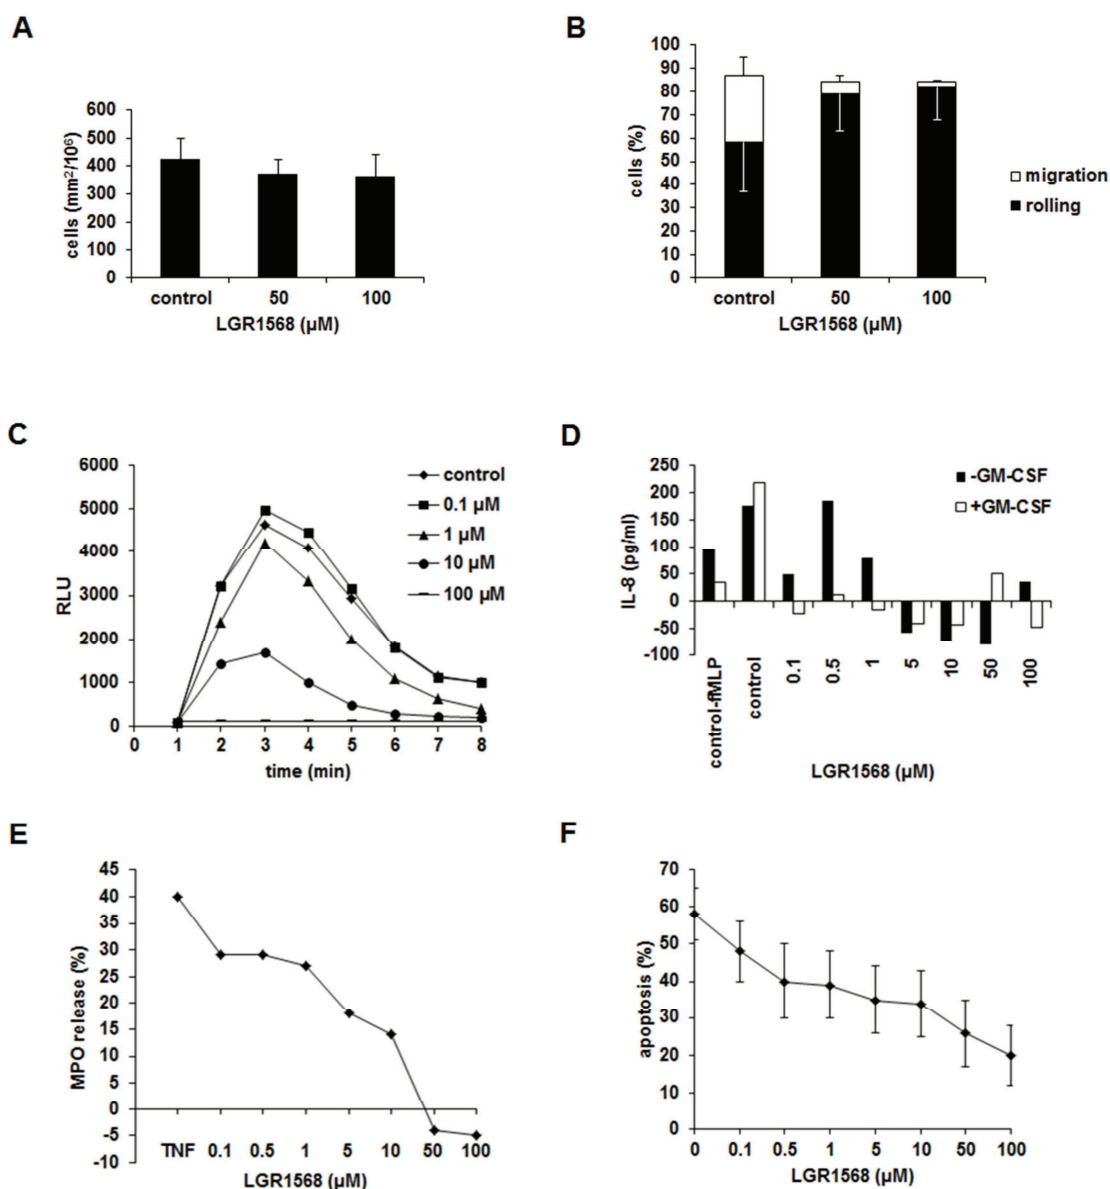 A
600
500
400
300
200
100
0
cells (mm²/10⁶)
control 50 100
LGR1568 (µM)
B
100
90
80
70
60
50
40
30
20
10
0
cells (%)
control 50 100
LGR1568 (µM)
migration
rolling
C
6000
5000
4000
3000
2000
1000
0
RLU
0 1 2 3 4 5 6 7 8
time (min)
control
0.1 µM
1 µM
10 µM
100 µM
D
250
200
150
100
50
0
-50
-100
IL-8 (pg/ml)
control-fMLP control 0.1 0.5 1 5 10 50 100
LGR1568 (µM)
-GM-CSF
+GM-CSF
E
45
40
35
30
25
20
15
10
5
0
-5
-10
MPO release (%)
TNF 0.1 0.5 1 5 10 50 100
LGR1568 (µM)
F
70
60
50
40
30
20
10
0
apoptosis (%)
0 0.1 0.5 1 5 10 50 100
LGR1568 (µM)